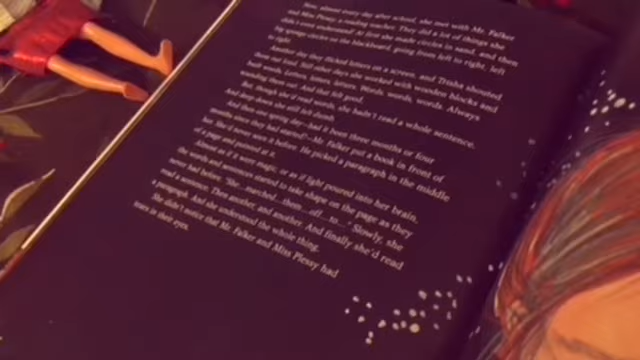 Now, almost every day after school, she met with Mr. Falker
and Miss Plessy, a reading teacher. They did a lot of things she
didn't even understand! At first she made circles in sand, and then
big sponge circles on the blackboard, going from left to right, left
to right.
Another day they flicked letters on a screen, and Trisha shouted
them out loud. Still other days she worked with wooden blocks and
built words. Letters, letters, letters. Words, words, words. Always
sounding them out. And that felt good.
But, though she'd read words, she hadn't read a whole sentence.
And deep down she still felt dumb.
And then one spring day—had it been three months or four
months since they had started?—Mr. Falker put a book in front of
her. She'd never seen it before. He picked a paragraph in the middle
of a page and pointed at it.
Almost as if it were magic, or as if light poured into her brain,
the words and sentences started to take shape on the page as they
never had before. "She...marched...them...off...to..." Slowly, she
read a sentence. Then another, and another. And finally she'd read
a paragraph. And she understood the whole thing.
She didn't notice that Mr. Falker and Miss Plessy had
tears in their eyes.